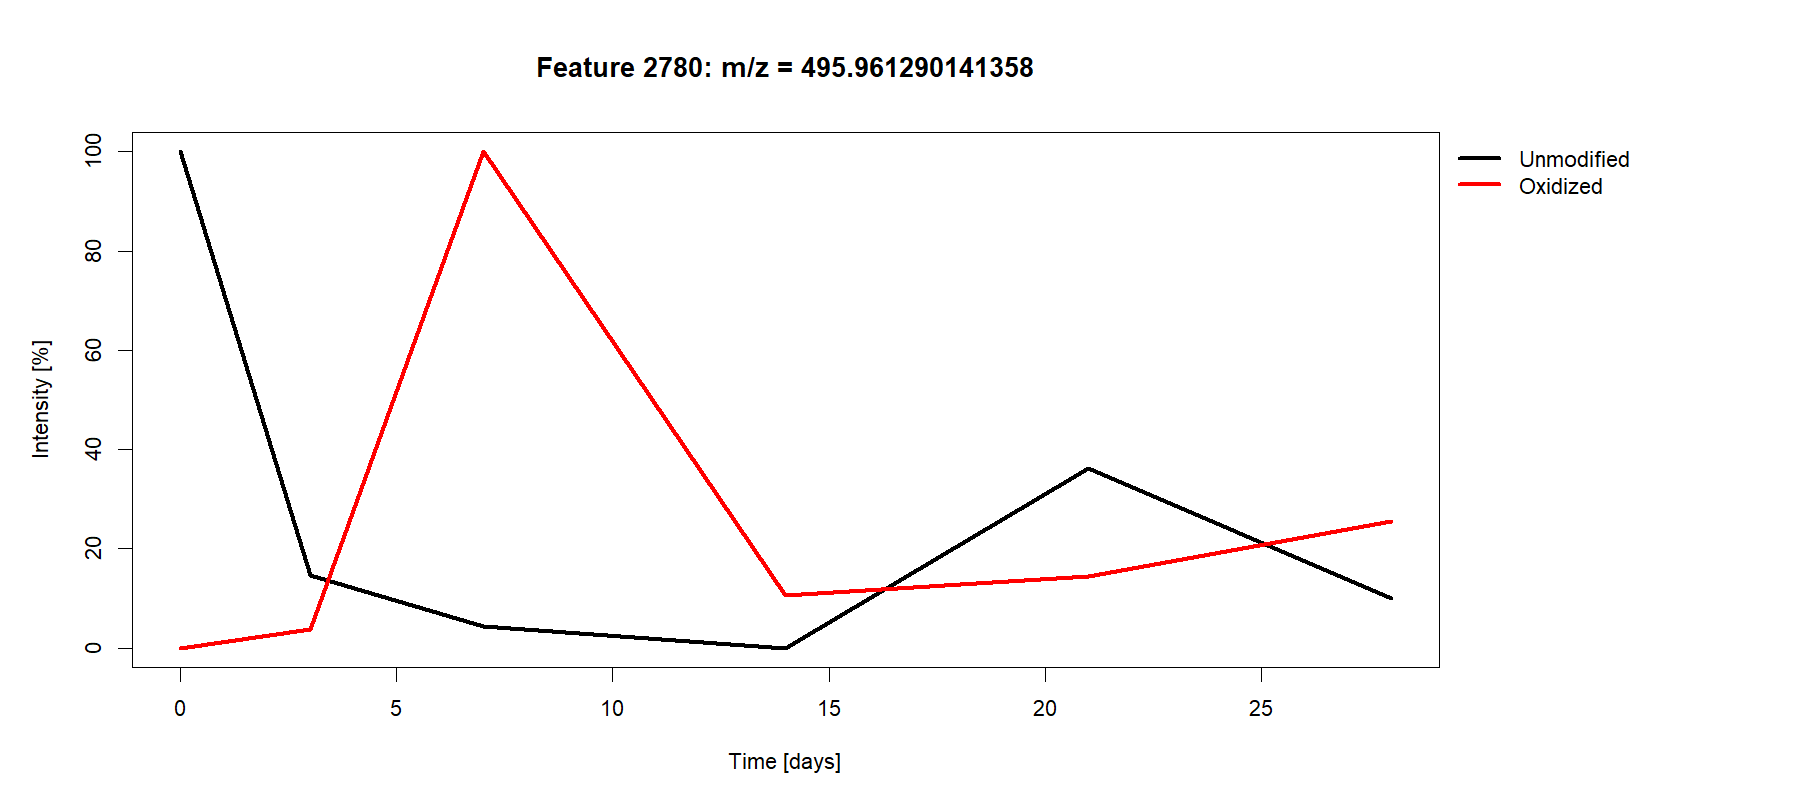 Feature 2780: m/z = 495.961290141358
Unmodified
Oxidized
Intensity [%]
100
80
60
40
20
0
0 5 10 15 20 25
Time [days]